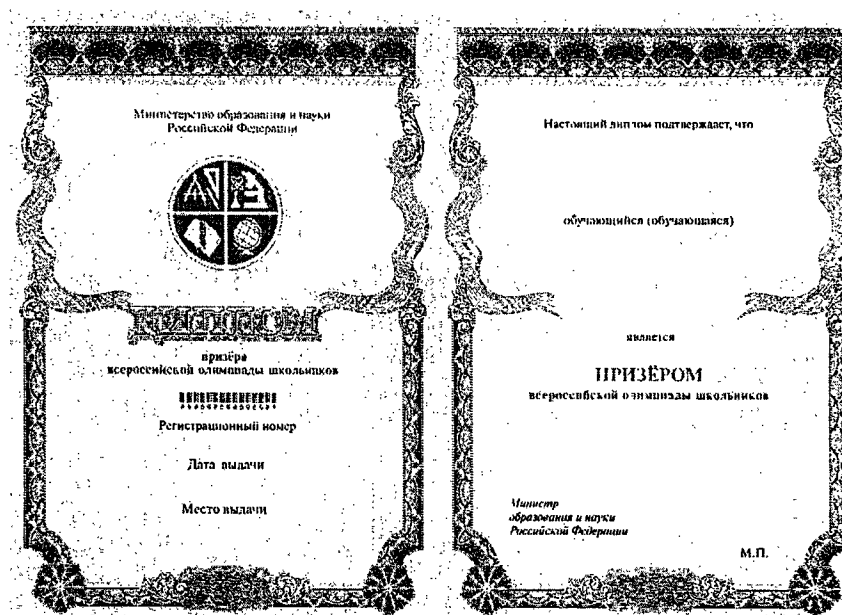 Министерство образования и науки
Российской Федерации
ДИПЛОМ
призёра
всероссийской олимпиады школьников
Регистрационный номер
Дата выдачи
Место выдачи
Настоящий диплом подтверждает, что
обучающийся (обучающаяся)
является
ПРИЗЁРОМ
всероссийской олимпиады школьников
Министр
образования и науки
Российской Федерации
М.П.